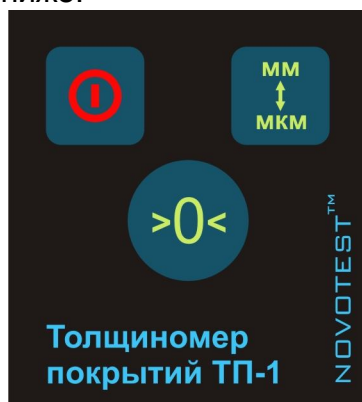 ММ
МКМ
>0<
NOVOTEST™
Толщиномер
покрытий ТП-1